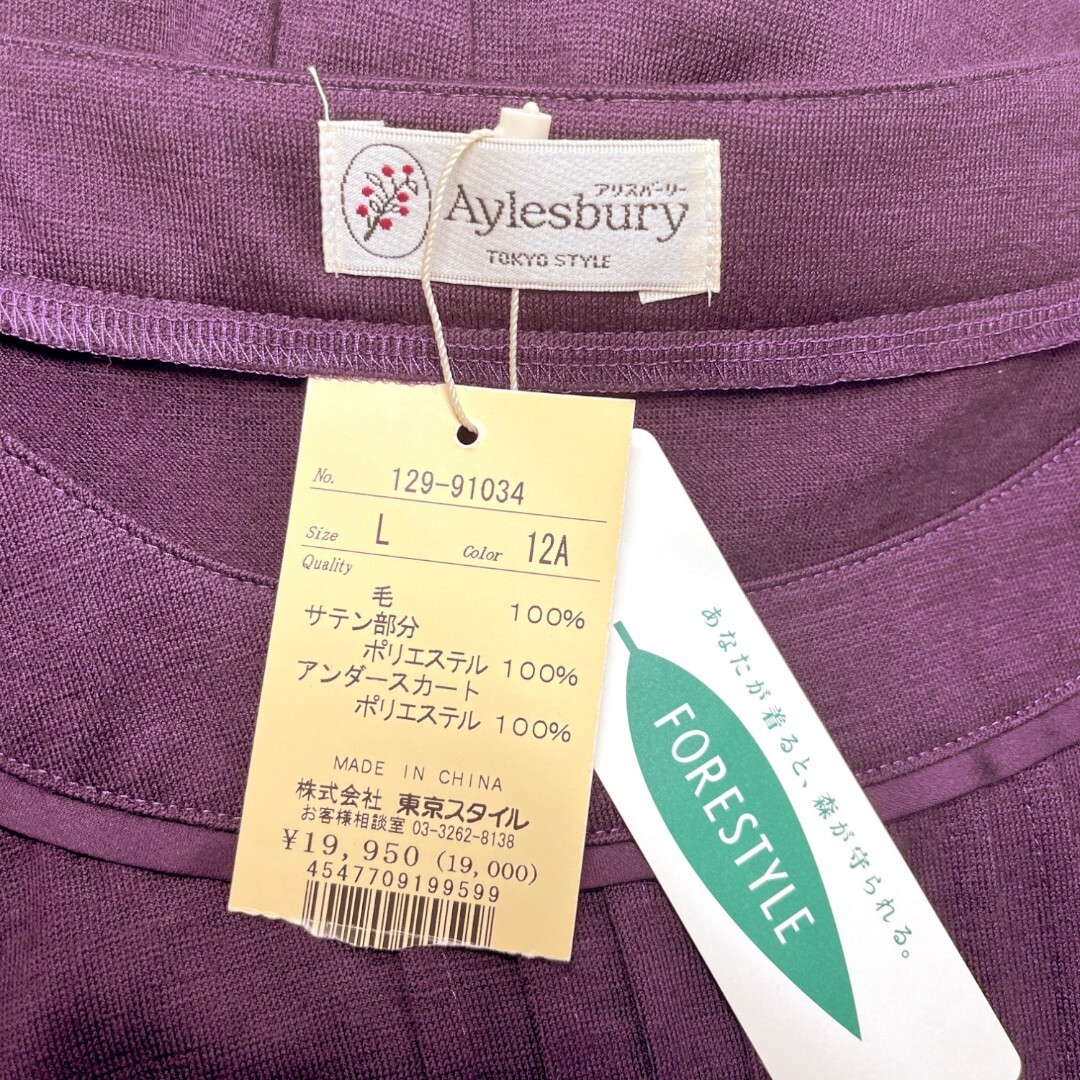 アリスバーリー
Aylesbury
TOKYO STYLE
No. 129-91034
Size L Color 12A
Quality
毛 100%
サテン部分
ポリエステル 100%
アンダースカート
ポリエステル 100%
MADE IN CHINA
株式会社 東京スタイル
お客様相談室 03-3262-8138
¥19,950 (19,000)
4547709199599
あなたが着ると、森が守られる。
FORESTYLE